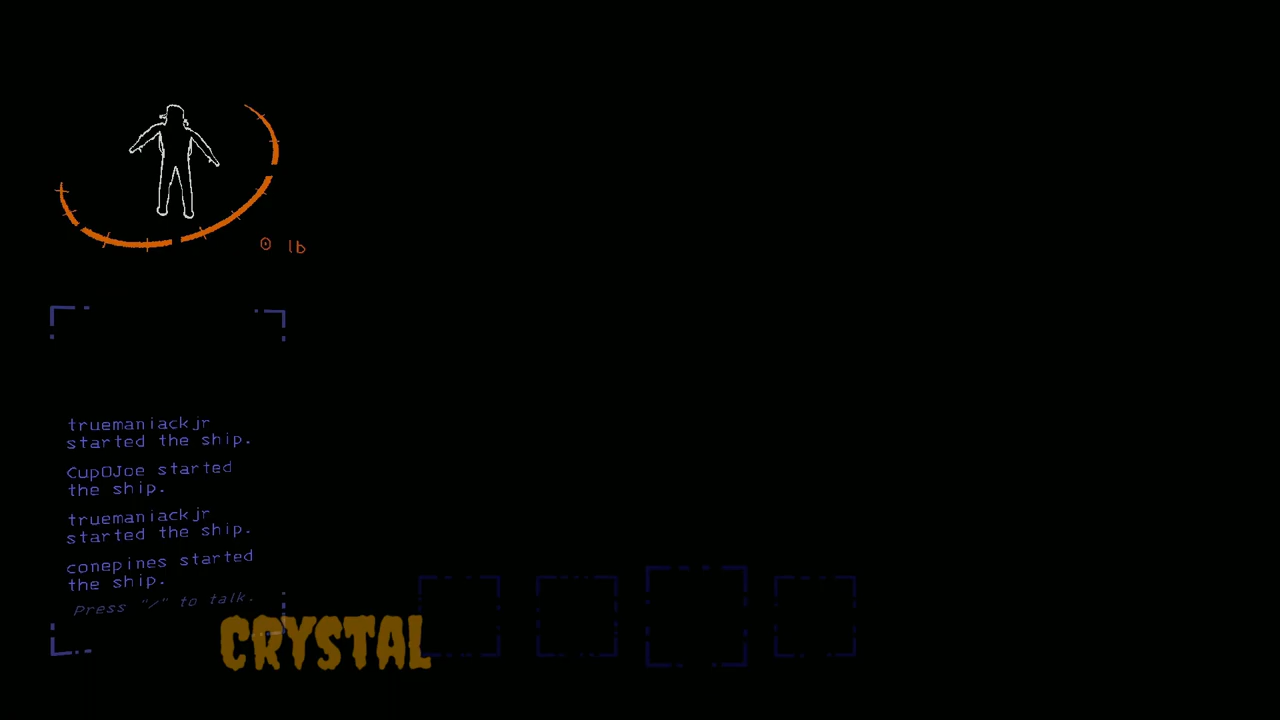 0 lb
truemaniackjr
started the ship.
CupOJoe started
the ship.
truemaniackjr
started the ship.
conepines started
the ship.
Press "/" to talk.
CRYSTAL